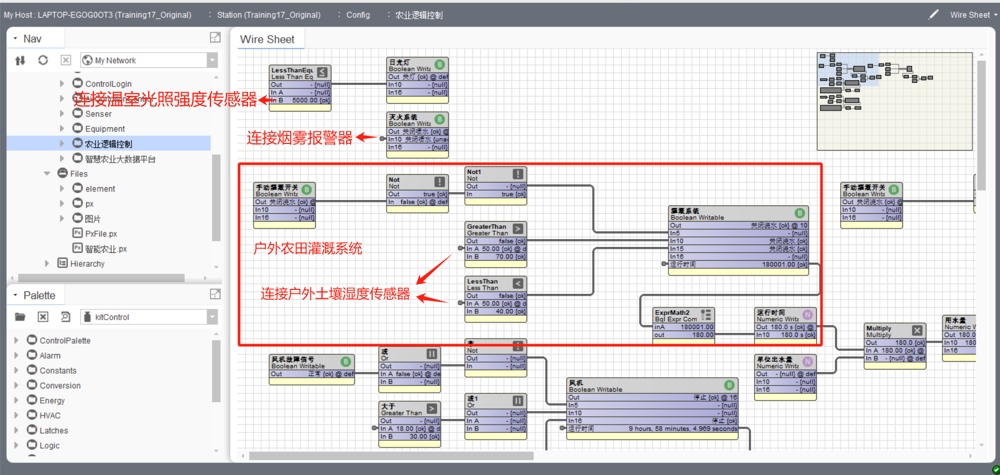 My Host : LAPTOP-EGOG0OT3 (Training17_Original) : Station (Training17_Original) : Config : 农业逻辑控制
Wire Sheet
Nav
My Network
ControlLogin
连接温室光照强度传感器
Senser
Equipment
农业逻辑控制
智慧农业大数据平台
Files
element
px
图片
PxFile.px
智能农业.px
Hierarchy
Palette
kitControl
ControlPalette
Alarm
Constants
Conversion
Energy
HVAC
Latches
Logic
Wire Sheet
LessThanEqu
Less Than Eq
Out - {null}
In A - {null}
In B 5000.00 {ok}
日光灯
Boolean Writa
Out 关灯 {ok} @ def
In10 - {null}
In16 - {null}
灭火系统
Boolean Writa
Out 关闭喷水 {ok} @
In10 关闭喷水 {una
In16 - {null}
连接烟雾报警器
手动灌溉开关
Boolean Writa
Out 关闭浇水 {ok} @
In10 - {null}
In16 - {null}
Not
Not
Out true {ok}
In false {ok} @ def
Not1
Not
Out - {null}
In true {ok}
GreaterThan
Greater Than
Out false {ok}
In A 50.00 {ok} @ d
In B 70.00 {ok}
户外农田灌溉系统
LessThan
Less Than
Out false {ok}
In A 50.00 {ok} @ d
In B 40.00 {ok}
连接户外土壤湿度传感器
灌溉系统
Boolean Writable
Out 关闭浇水 {ok} @ 10
In5 - {null}
In10 关闭浇水 {ok}
In15 关闭浇水 {ok}
In16 - {null}
运行时间 180001.00 {ok}
手动灌溉开关
Boolean Writa
Out 关闭浇水 {ok} @
In10 - {null}
In16 - {null}
ExprMath2
Bql Expr Com
inA 180001.00
out 180.00
运行时间
Numeric Writa
Out 180.0 s {ok} @
In10 180.0 s {ok}
Multiply
Multiply
Out 180.0 {ok}
In A 180.00 {ok} @
In B - {null} @ def
用水量
Numeric W
Out 180.0
In10 180
In16
单位出水量
Numeric Writa
Out - {null} @ def
In10 - {null}
In16 - {null}
风机故障信号
Boolean Writable
Out 正常 {ok} @ def
或
Or
Out - {null}
In A false {ok} @ de
In B - {null}
Not
Out - {null}
In - {null}
大于
Greater Than
Out - {null}
In A 18.00 {ok} @ d
In B 30.00 {ok}
或1
Or
Out - {null}
In A - {null}
In B - {null}
风机
Boolean Writable
Out 停止 {ok} @ 16
In5 - {null}
In10 - {null}
In16 停止 {ok}
运行时间 9 hours, 58 minutes, 4.969 seconds